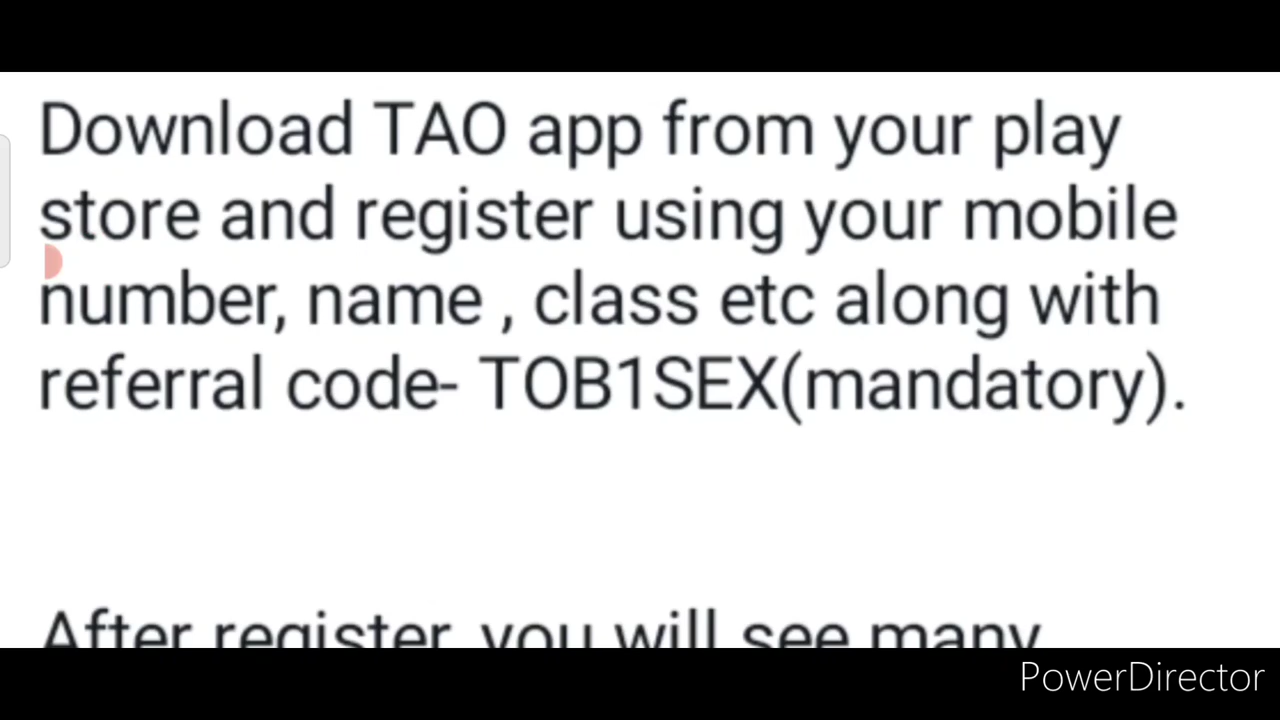 Download TAO app from your play
store and register using your mobile
number, name , class etc along with
referral code- TOB1SEX(mandatory).
After register, you will see many
PowerDirector